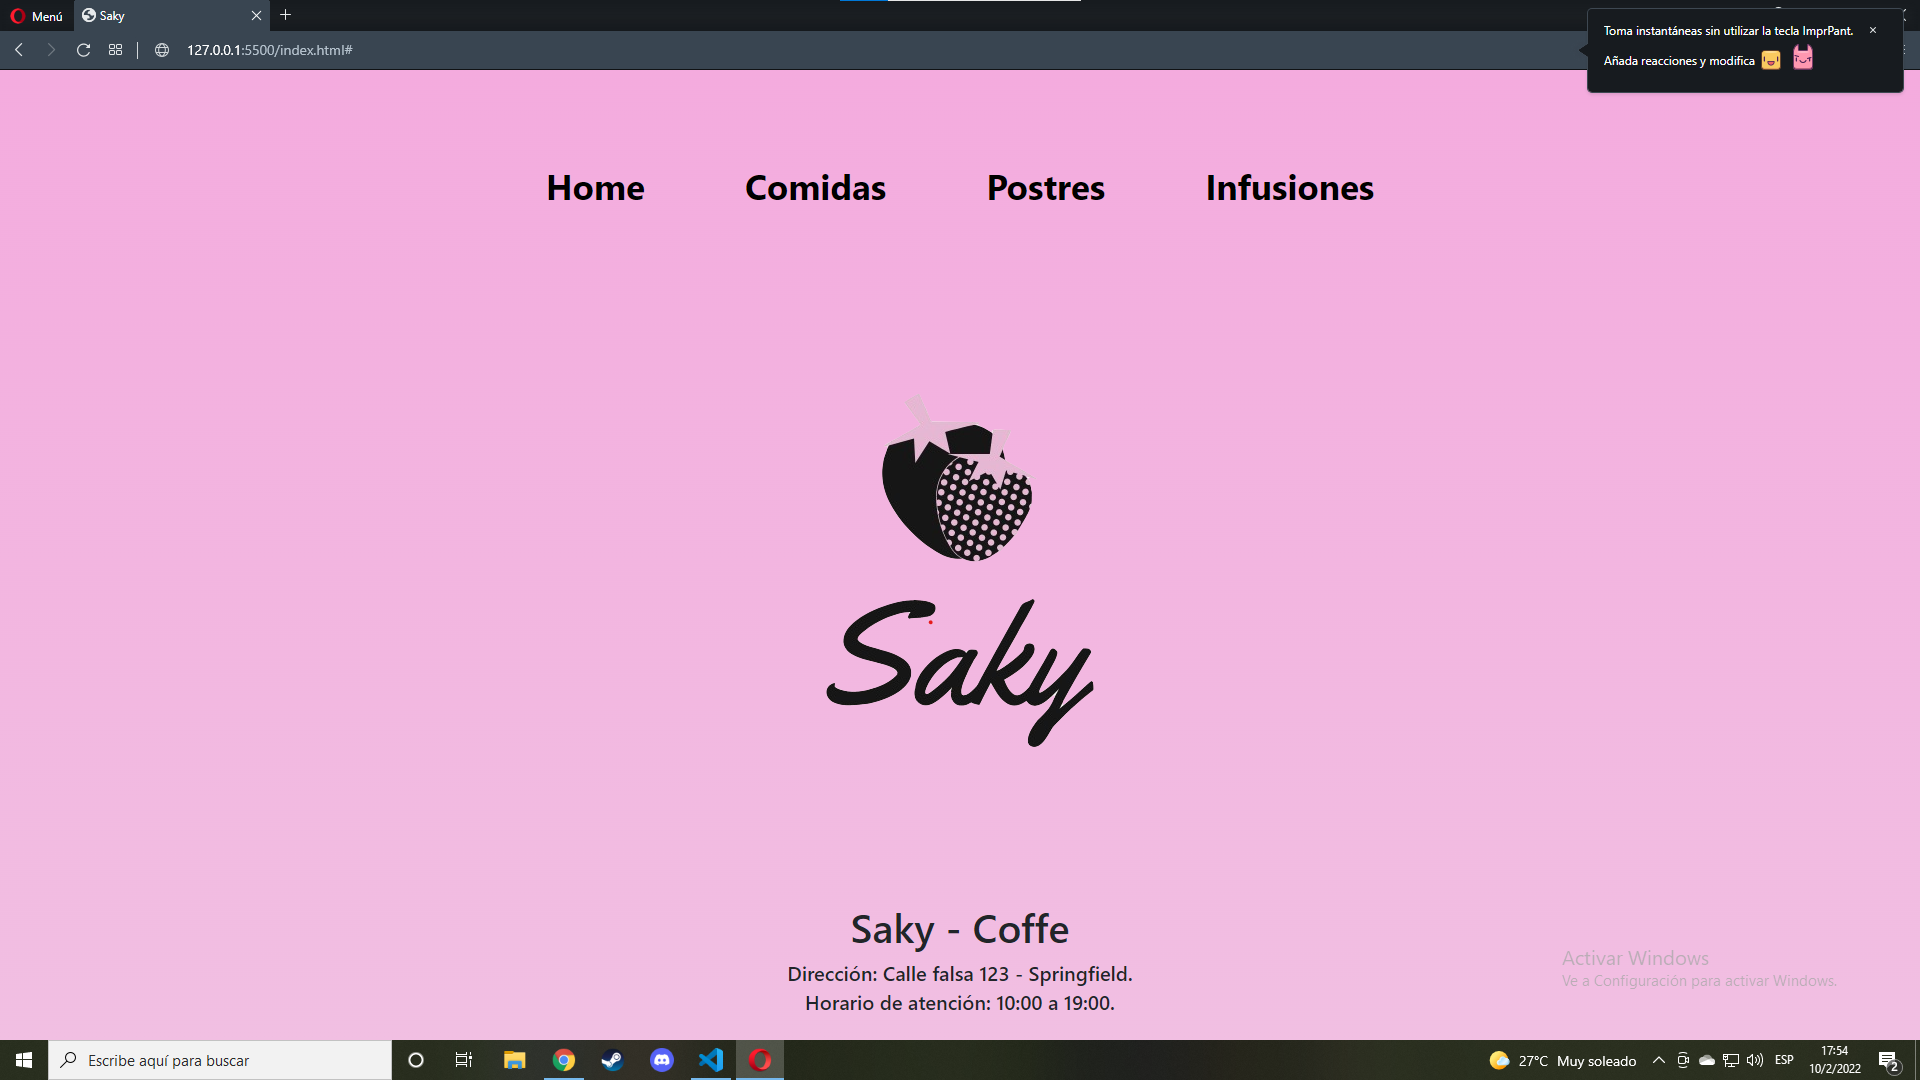 Menú
Saky
127.0.0.1:5500/index.html#
Toma instantáneas sin utilizar la tecla ImprPant.
Añada reacciones y modifica
Home Comidas Postres Infusiones
Saky
Saky - Coffe
Dirección: Calle falsa 123 - Springfield.
Horario de atención: 10:00 a 19:00.
Activar Windows
Ve a Configuración para activar Windows.
Escribe aquí para buscar
27°C Muy soleado
ESP
17:54
10/2/2022
2